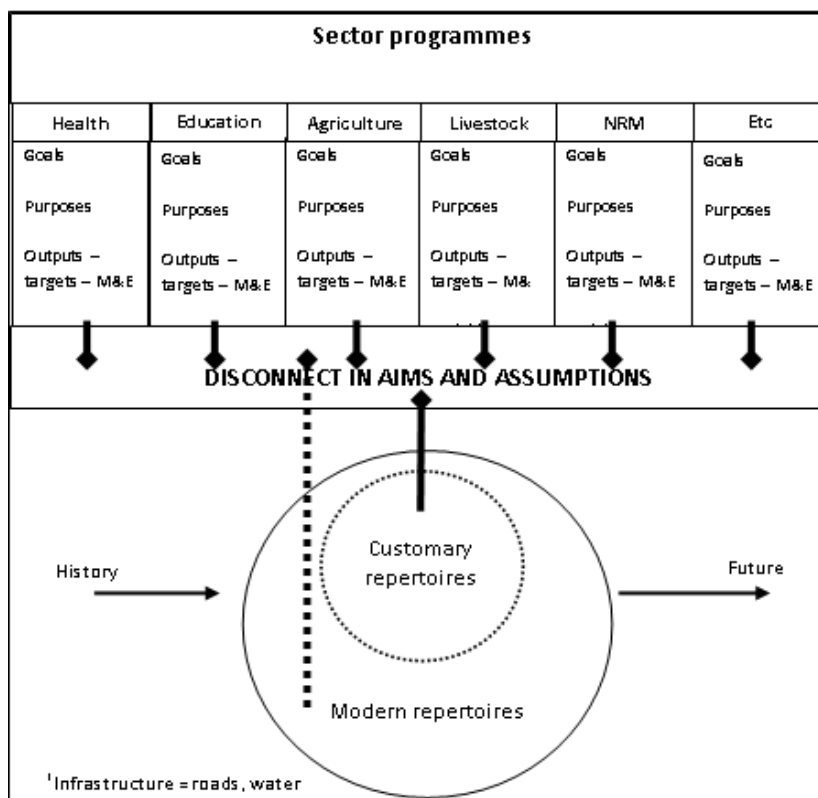 Sector programmes
Health
Education
Agriculture
Livestock
NRM
Etc
Goals
Purposes
Outputs –
targets – M&E
Goals
Purposes
Outputs –
targets – M&E
Goals
Purposes
Outputs –
targets – M&E
Goals
Purposes
Outputs –
targets – M&
Goals
Purposes
Outputs –
targets – M&E
Goals
Purposes
Outputs –
targets – M&E
DISCONNECT IN AIMS AND ASSUMPTIONS
Customary
repertoires
History
Future
Modern repertoires
¹Infrastructure = roads, water